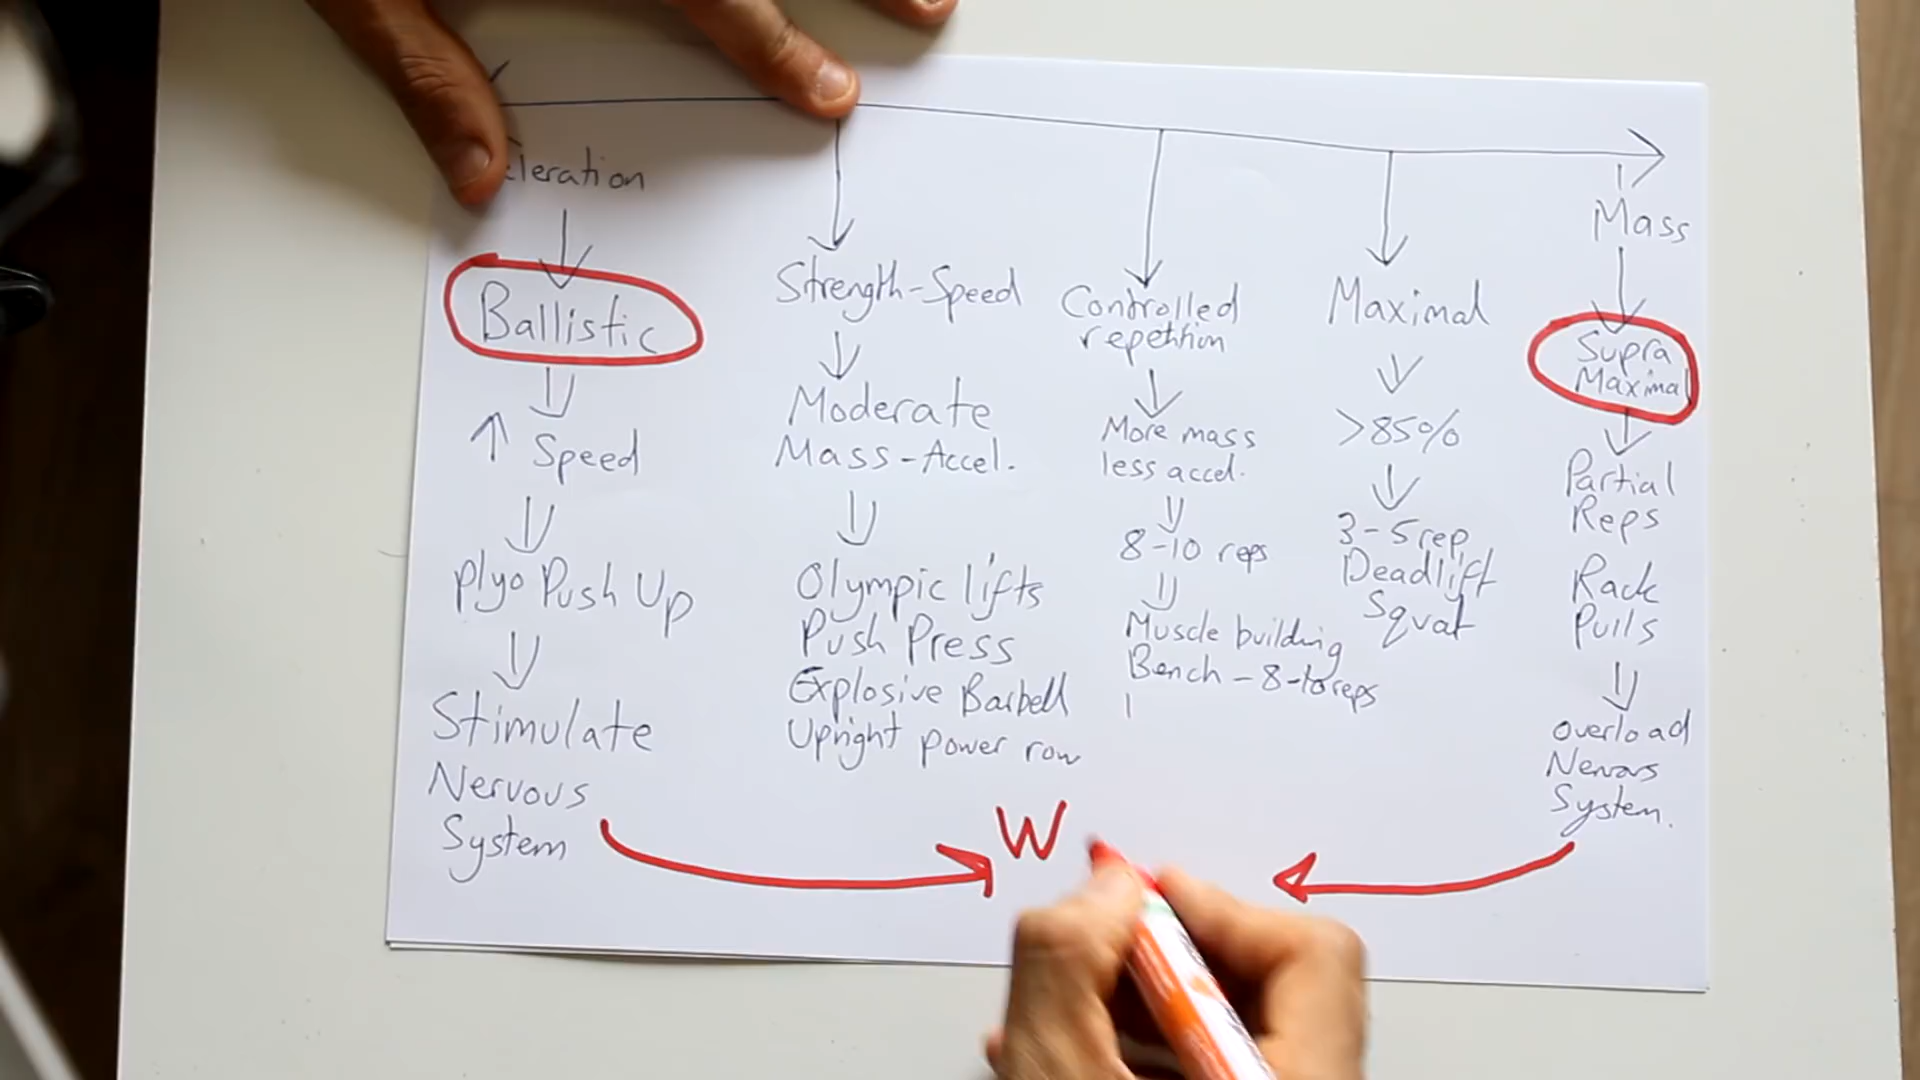 eleration
Ballistic
Speed
Plyo Push Up
Stimulate
Nervous
System
Strength-Speed
Moderate
Mass-Accel.
Olympic lifts
Push Press
Explosive Barbell
Upright power row
Controlled
repetition
More mass
less accel.
8-10 reps
Muscle building
Bench - 8-10 reps
Maximal
>85%
3-5 rep
Deadlift
Squat
Mass
Supra
Maximal
Partial
Reps
Rack
Pulls
Overload
Nervous
System.
W